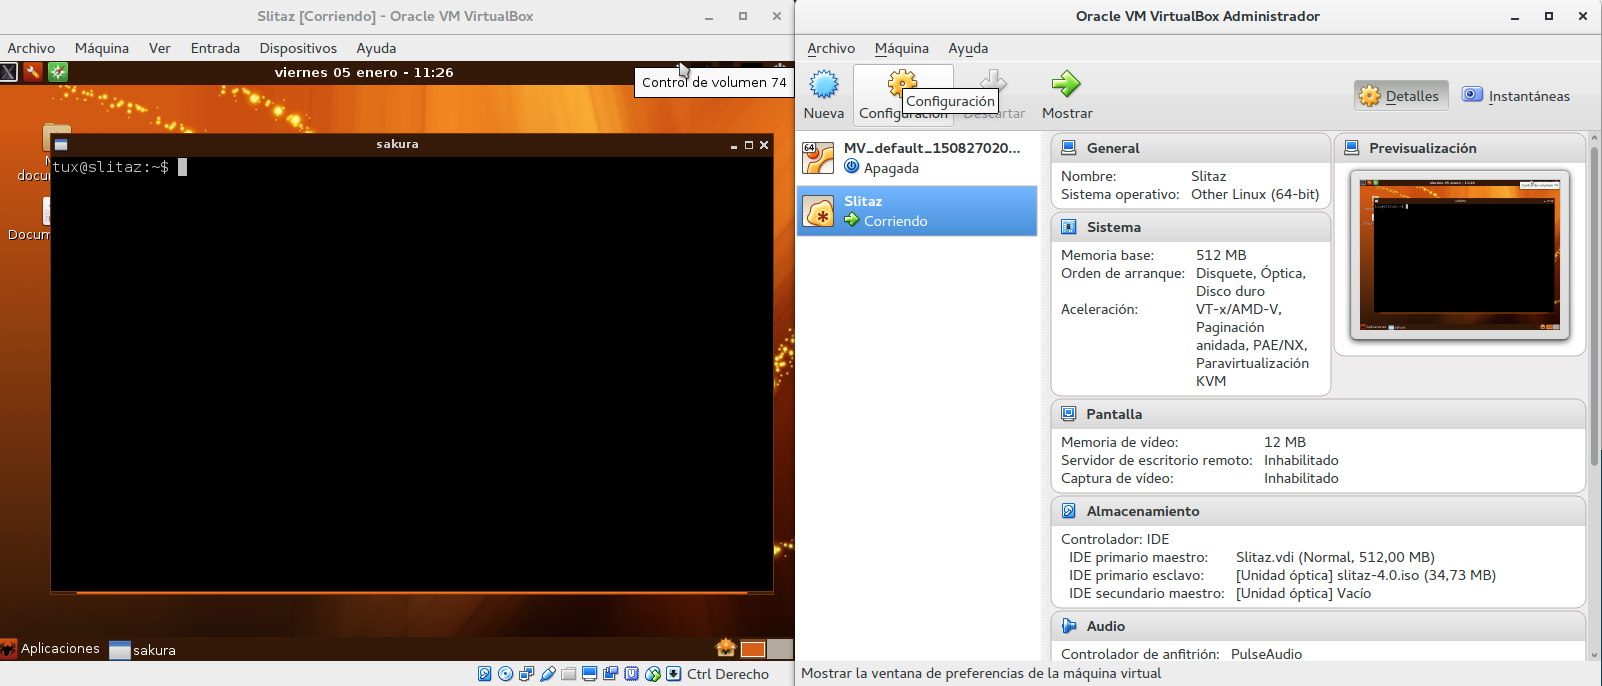 Slitaz [Corriendo] - Oracle VM VirtualBox
Archivo Máquina Ver Entrada Dispositivos Ayuda
viernes 05 enero - 11:26
Control de volumen 74
sakura
tux@slitaz:~$
docu
Docum
Aplicaciones sakura
Ctrl Derecho
Oracle VM VirtualBox Administrador
Archivo Máquina Ayuda
Nueva Configuración Descartar Mostrar
Configuración
Detalles Instantáneas
64
MV_default_150827020...
Apagada
Slitaz
Corriendo
General
Nombre: Slitaz
Sistema operativo: Other Linux (64-bit)
Previsualización
Sistema
Memoria base: 512 MB
Orden de arranque: Disquete, Óptica,
Disco duro
Aceleración: VT-x/AMD-V,
Paginación
anidada, PAE/NX,
Paravirtualización
KVM
Pantalla
Memoria de vídeo: 12 MB
Servidor de escritorio remoto: Inhabilitado
Captura de vídeo: Inhabilitado
Almacenamiento
Controlador: IDE
IDE primario maestro: Slitaz.vdi (Normal, 512,00 MB)
IDE primario esclavo: [Unidad óptica] slitaz-4.0.iso (34,73 MB)
IDE secundario maestro: [Unidad óptica] Vacío
Audio
Controlador de anfitrión: PulseAudio
Mostrar la ventana de preferencias de la máquina virtual